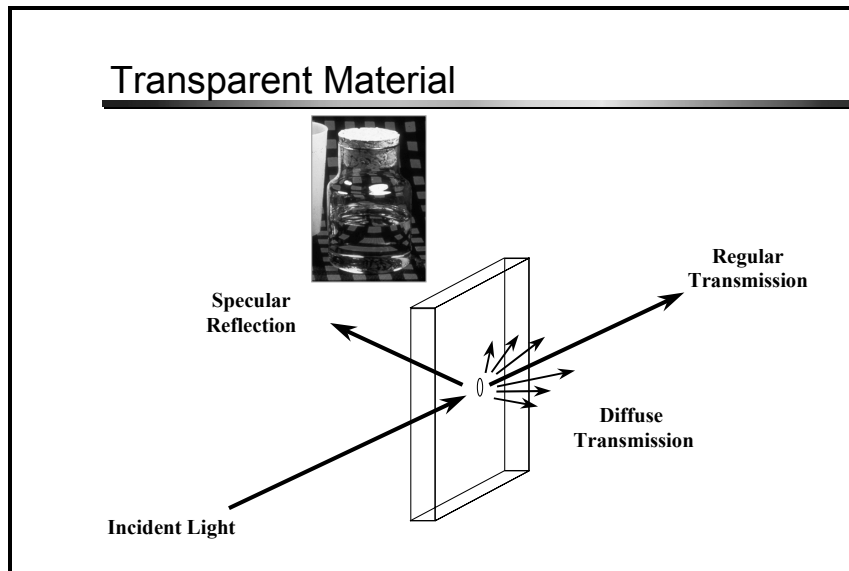 Transparent Material
Regular
Transmission
Specular
Reflection
Diffuse
Transmission
Incident Light